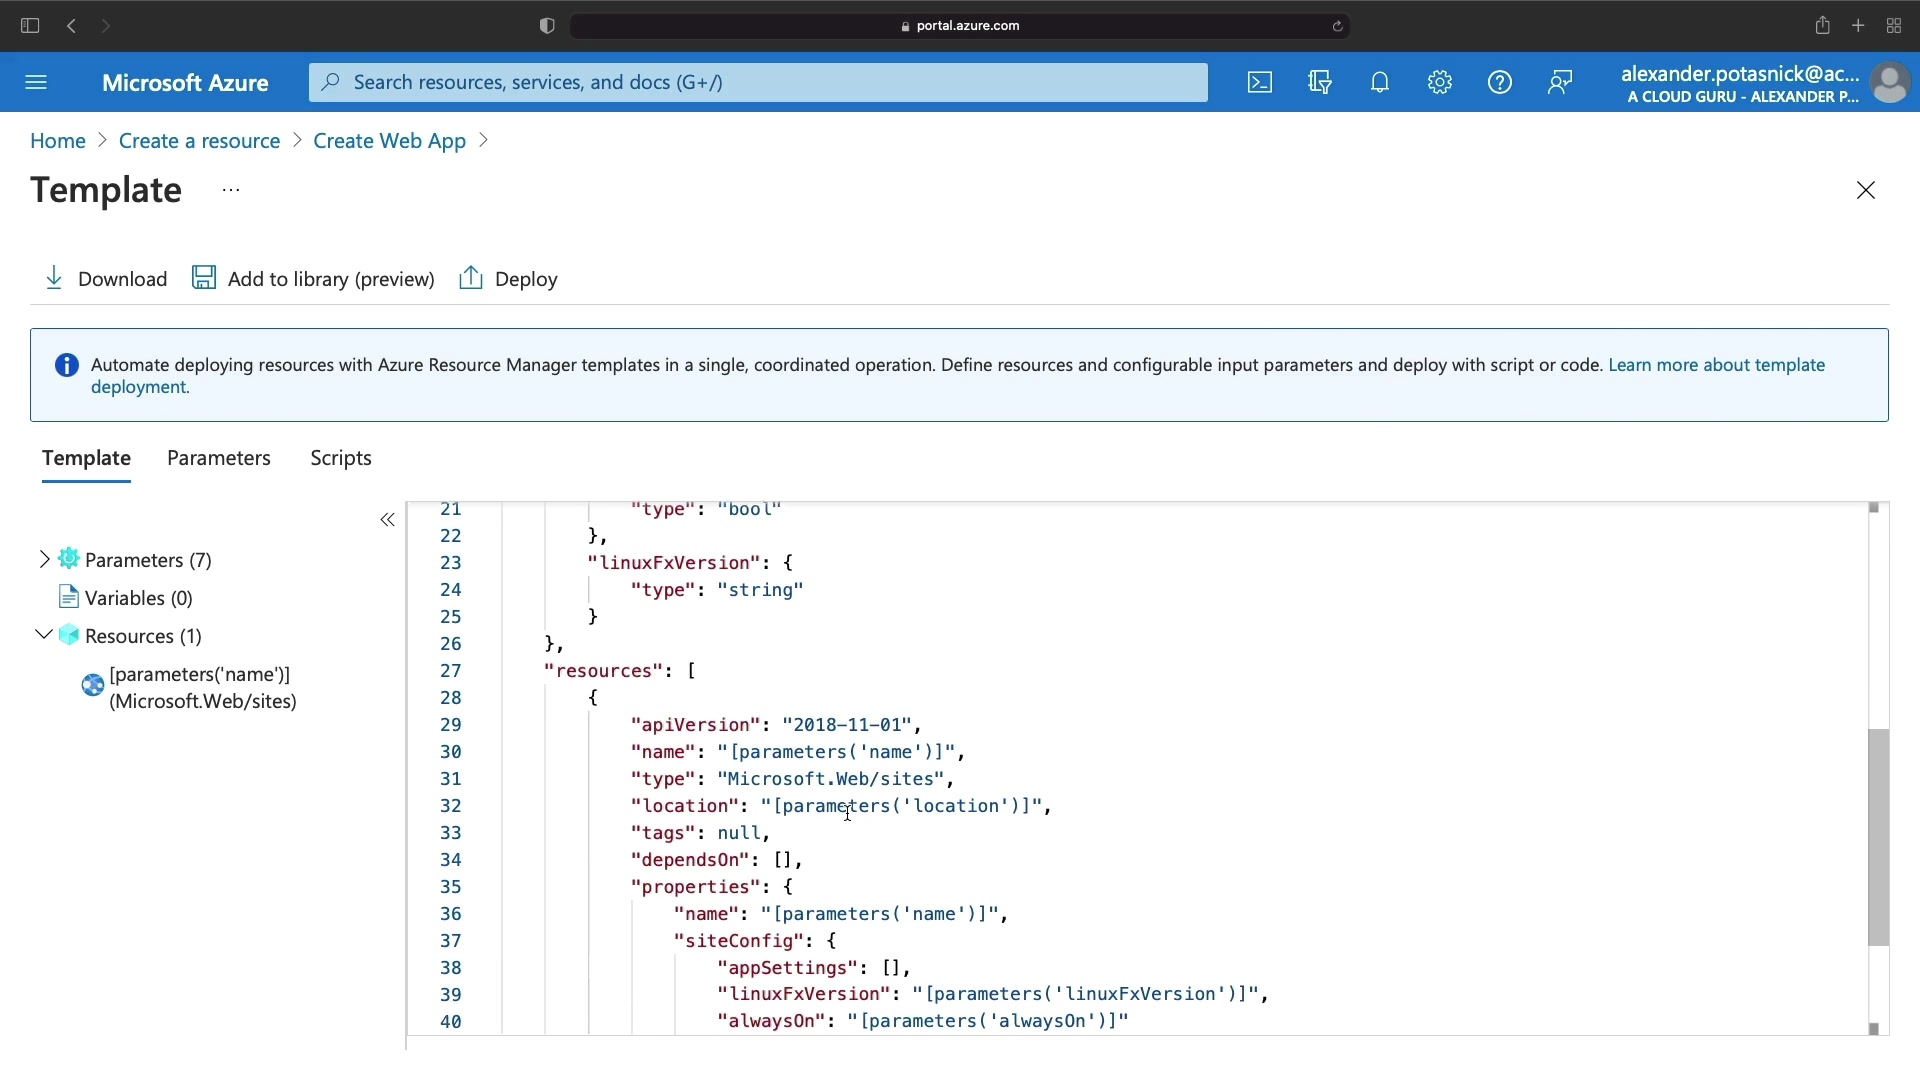 portal.azure.com
Microsoft Azure
Search resources, services, and docs (G+/)
alexander.potasnick@ac...
A CLOUD GURU - ALEXANDER P...
Home > Create a resource > Create Web App >
Template ...
Download Add to library (preview) Deploy
Automate deploying resources with Azure Resource Manager templates in a single, coordinated operation. Define resources and configurable input parameters and deploy with script or code. Learn more about template
deployment.
Template Parameters Scripts
Parameters (7)
Variables (0)
Resources (1)
[parameters('name')]
(Microsoft.Web/sites)
21 "type": "bool"
22 },
23 "linuxFxVersion": {
24 "type": "string"
25 }
26 },
27 "resources": [
28 {
29 "apiVersion": "2018-11-01",
30 "name": "[parameters('name')]",
31 "type": "Microsoft.Web/sites",
32 "location": "[parameters('location')]",
33 "tags": null,
34 "dependsOn": [],
35 "properties": {
36 "name": "[parameters('name')]",
37 "siteConfig": {
38 "appSettings": [],
39 "linuxFxVersion": "[parameters('linuxFxVersion')]",
40 "alwaysOn": "[parameters('alwaysOn')]"